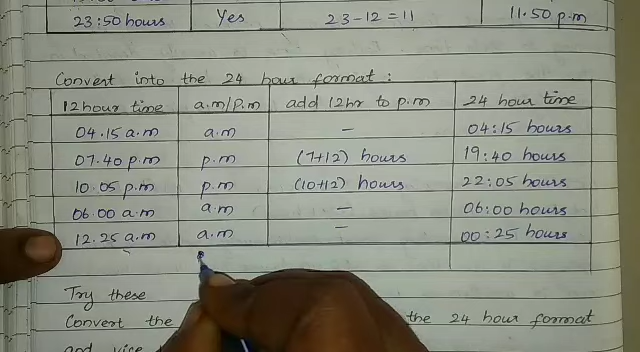 23:50 hours Yes 23-12=11 11.50 p.m
Convert into the 24 hour format:
12hour time a.m/p.m add 12hr to p.m 24 hour time
04.15 a.m a.m – 04:15 hours
07.40 p.m p.m (7+12) hours 19:40 hours
10.05 p.m p.m (10+12) hours 22:05 hours
06.00 a.m a.m – 06:00 hours
12.25 a.m a.m – 00:25 hours
Try these
Convert the the 24 hour format
and vice